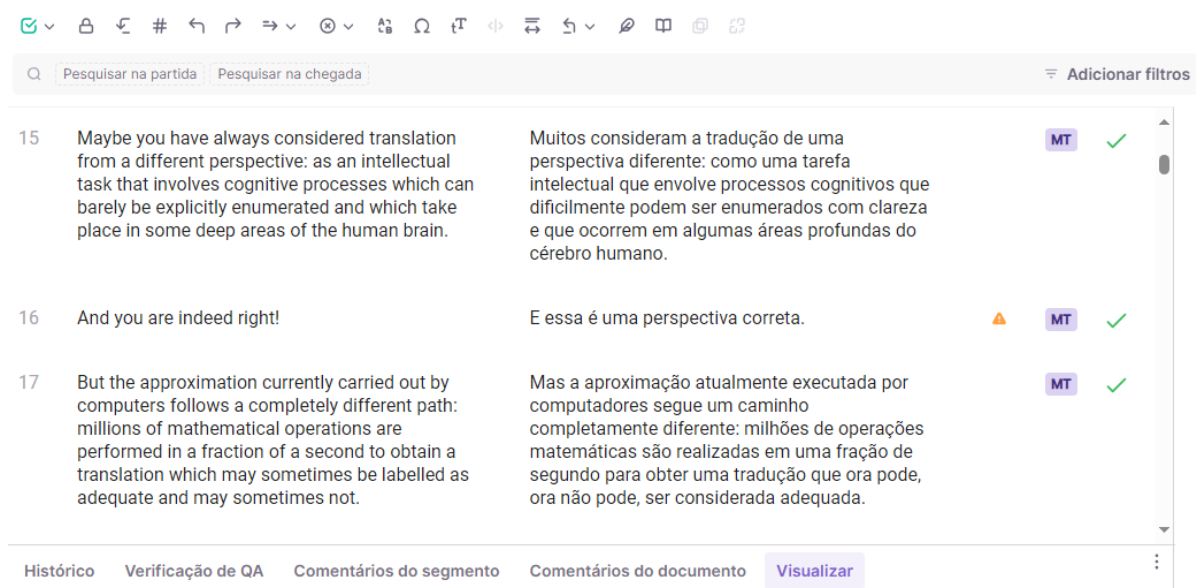 Pesquisar na partida Pesquisar na chegada Adicionar filtros
15
Maybe you have always considered translation
from a different perspective: as an intellectual
task that involves cognitive processes which can
barely be explicitly enumerated and which take
place in some deep areas of the human brain.
Muitos consideram a tradução de uma
perspectiva diferente: como uma tarefa
intelectual que envolve processos cognitivos que
dificilmente podem ser enumerados com clareza
e que ocorrem em algumas áreas profundas do
cérebro humano.
MT
16
And you are indeed right!
E essa é uma perspectiva correta.
MT
17
But the approximation currently carried out by
computers follows a completely different path:
millions of mathematical operations are
performed in a fraction of a second to obtain a
translation which may sometimes be labelled as
adequate and may sometimes not.
Mas a aproximação atualmente executada por
computadores segue um caminho
completamente diferente: milhões de operações
matemáticas são realizadas em uma fração de
segundo para obter uma tradução que ora pode,
ora não pode, ser considerada adequada.
MT
Histórico Verificação de QA Comentários do segmento Comentários do documento Visualizar